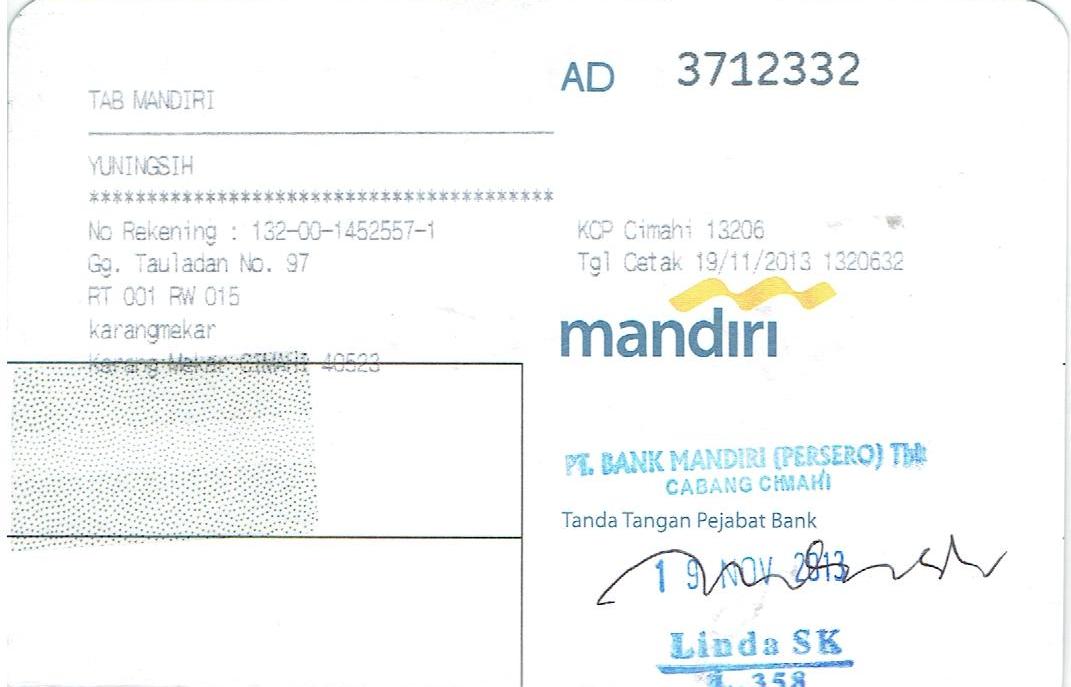 AD 3712332
TAB MANDIRI
YUNINGSIH
******************************************
No Rekening : 132-00-1452557-1
Gg. Tauladan No. 97
RT 001 RW 015
karangmekar
Karang Mekar CIMAHI 40523
KCP Cimahi 13206
Tgl Cetak 19/11/2013 1320632
mandırı
PT. BANK MANDIRI (PERSERO) Tbk
CABANG CIMAHI
Tanda Tangan Pejabat Bank
19 NOV 2013
Linda SK
358